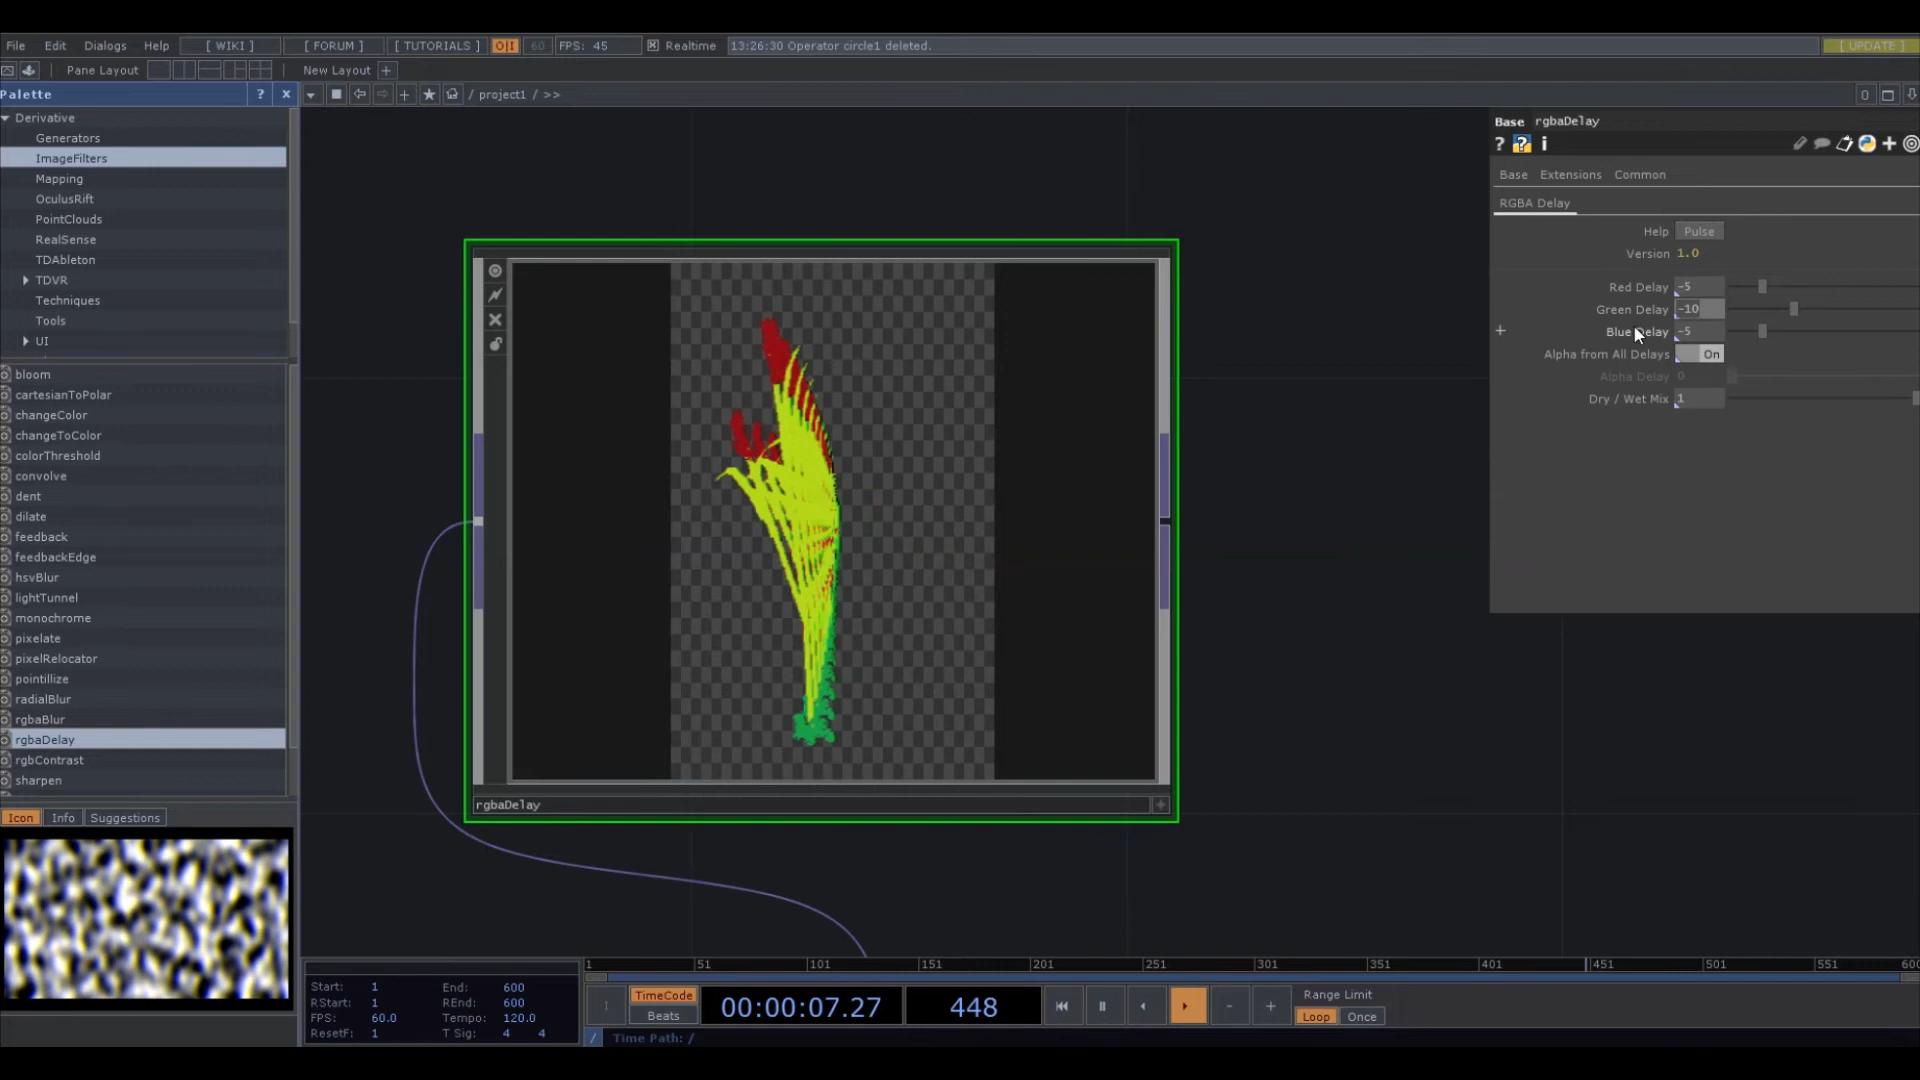 File Edit Dialogs Help [ WIKI ] [ FORUM ] [ TUTORIALS ] O|I 60 FPS: 45 Realtime 13:26:30 Operator circle1 deleted. [ UPDATE ]
Pane Layout New Layout +
Palette ? x / project1 / >> 0
Derivative
Generators
ImageFilters
Mapping
OculusRift
PointClouds
RealSense
TDAbleton
TDVR
Techniques
Tools
UI
bloom
cartesianToPolar
changeColor
changeToColor
colorThreshold
convolve
dent
dilate
feedback
feedbackEdge
hsvBlur
lightTunnel
monochrome
pixelate
pixelRelocator
pointillize
radialBlur
rgbaBlur
rgbaDelay
rgbContrast
sharpen
Icon Info Suggestions
rgbaDelay
Base rgbaDelay
? ? i
Base Extensions Common
RGBA Delay
Help Pulse
Version 1.0
Red Delay -5
Green Delay -10
Blue Delay -5
Alpha from All Delays On
Alpha Delay 0
Dry / Wet Mix 1
1 51 101 151 201 251 301 351 401 451 501 551 600
Start: 1 End: 600
RStart: 1 REnd: 600
FPS: 60.0 Tempo: 120.0
ResetF: 1 T Sig: 4 4
TimeCode
Beats
00:00:07.27 448
- +
Range Limit
Loop Once
/ Time Path: /